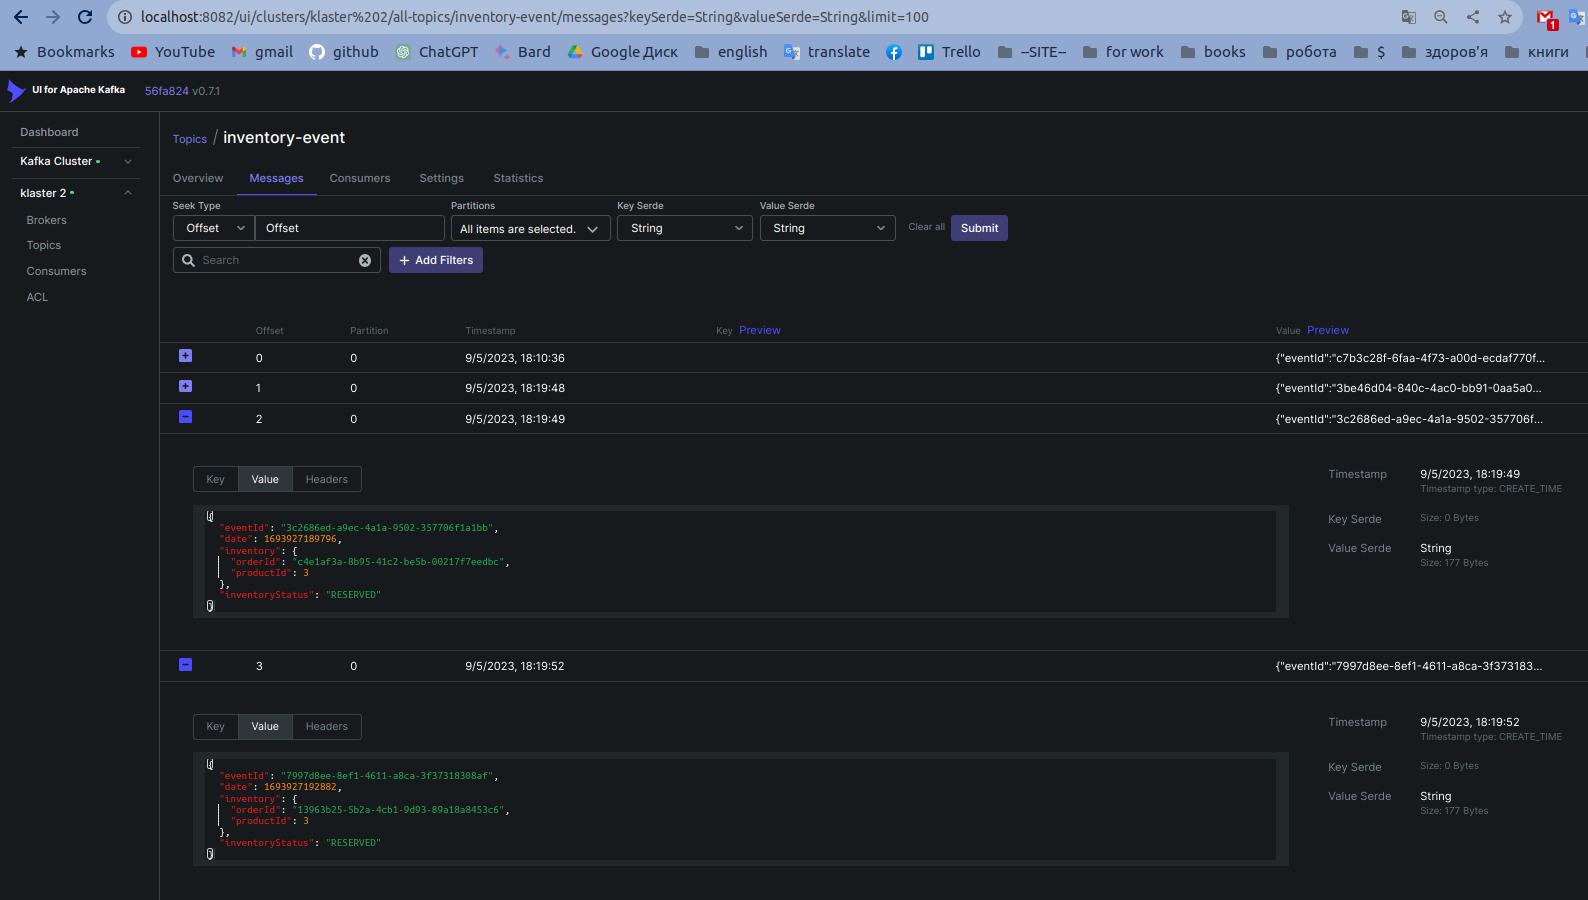 localhost:8082/ui/clusters/klaster%202/all-topics/inventory-event/messages?keySerde=String&valueSerde=String&limit=100
1
Bookmarks YouTube gmail github ChatGPT Bard Google Диск english translate Trello --SITE-- for work books робота $ здоров'я книги
UI for Apache Kafka 56fa824 v0.7.1
Dashboard
Kafka Cluster
klaster 2
Brokers
Topics
Consumers
ACL
Topics / inventory-event
Overview Messages Consumers Settings Statistics
Seek Type Partitions Key Serde Value Serde
Offset Offset All items are selected. String String Clear all Submit
Search + Add Filters
Offset Partition Timestamp Key Preview Value Preview
0 0 9/5/2023, 18:10:36 {"eventId":"c7b3c28f-6faa-4f73-a00d-ecdaf770f...
1 0 9/5/2023, 18:19:48 {"eventId":"3be46d04-840c-4ac0-bb91-0aa5a0...
2 0 9/5/2023, 18:19:49 {"eventId":"3c2686ed-a9ec-4a1a-9502-357706f...
Key Value Headers
{
"eventId": "3c2686ed-a9ec-4a1a-9502-357706f1a1bb",
"date": 1693927189796,
"inventory": {
"orderId": "c4e1af3a-8b95-41c2-be5b-00217f7eedbc",
"productId": 3
},
"inventoryStatus": "RESERVED"
}
Timestamp 9/5/2023, 18:19:49
Timestamp type: CREATE_TIME
Key Serde Size: 0 Bytes
Value Serde String
Size: 177 Bytes
3 0 9/5/2023, 18:19:52 {"eventId":"7997d8ee-8ef1-4611-a8ca-3f373183...
Key Value Headers
{
"eventId": "7997d8ee-8ef1-4611-a8ca-3f37318308af",
"date": 1693927192882,
"inventory": {
"orderId": "13963b25-5b2a-4cb1-9d93-89a18a8453c6",
"productId": 3
},
"inventoryStatus": "RESERVED"
}
Timestamp 9/5/2023, 18:19:52
Timestamp type: CREATE_TIME
Key Serde Size: 0 Bytes
Value Serde String
Size: 177 Bytes